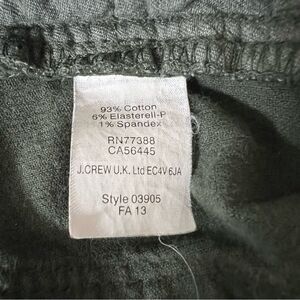 93% Cotton
6% Elasterell-P
1% Spandex
RN77388
CA56445
J.CREW U.K. Ltd EC4V 6JA
Style 03905
FA 13